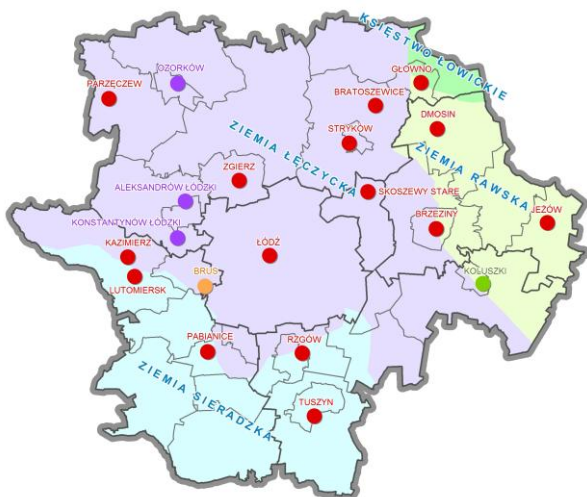 KSIĘSTWO ŁOWICKIE
OZORKÓW
GŁOWNO
PARZĘCZEW
BRATOSZEWICE
DMOSIN
STRYKÓW
ZIEMIA ŁĘCZYCKA
ZIEMIA RAWSKA
ZGIERZ
ALEKSANDRÓW ŁÓDZKI
SKOSZEWY STARE
JEŻÓW
KONSTANTYNÓW ŁÓDZKI
BRZEZINY
KAZIMIERZ
ŁÓDŹ
BRUS
KOLUSZKI
LUTOMIERSK
PABIANICE
RZGÓW
ZIEMIA SIERADZKA
TUSZYN